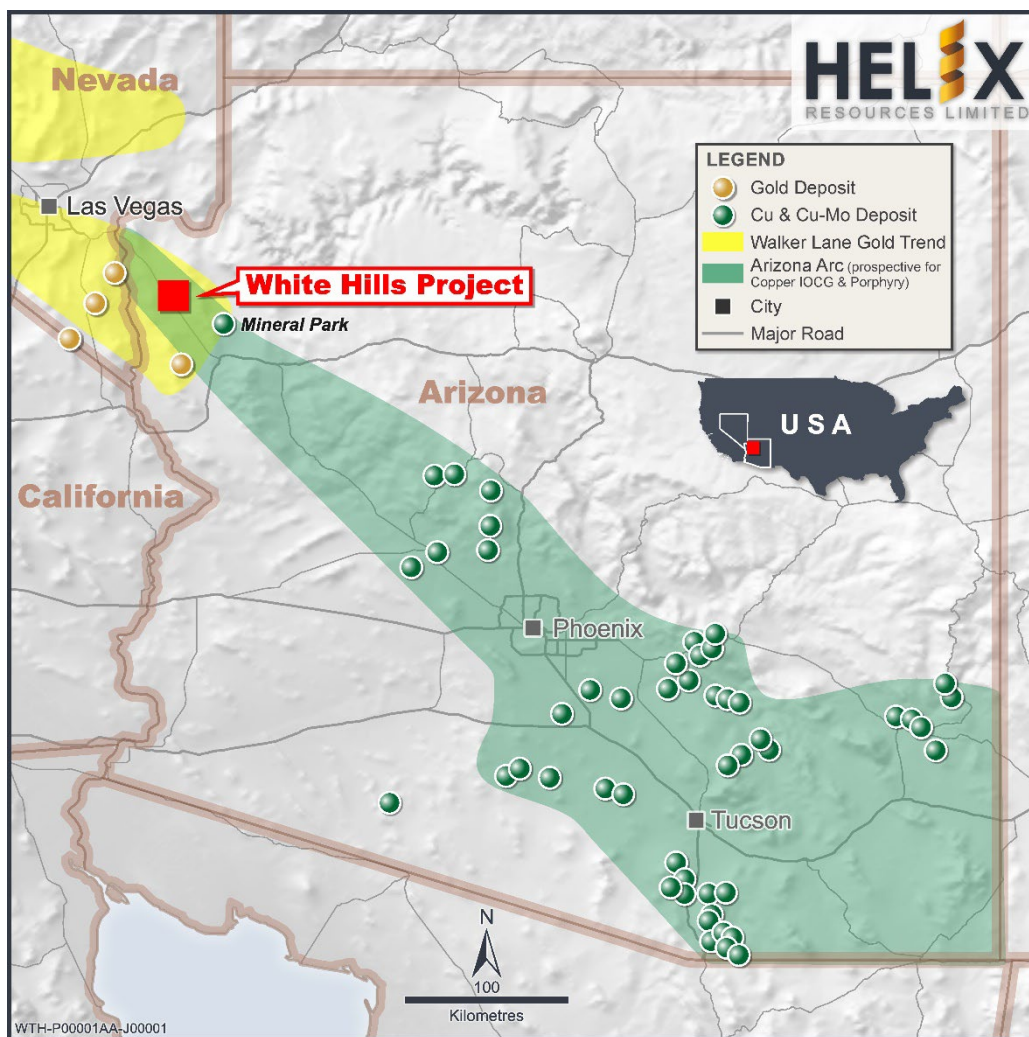 Nevada
HELIX
RESOURCES LIMITED
LEGEND
Gold Deposit
Cu & Cu-Mo Deposit
Walker Lane Gold Trend
Arizona Arc (prospective for
Copper IOCG & Porphyry)
City
Major Road
Las Vegas
White Hills Project
Mineral Park
Arizona
USA
California
Phoenix
Tucson
N
100
Kilometres
WTH-P00001AA-J00001